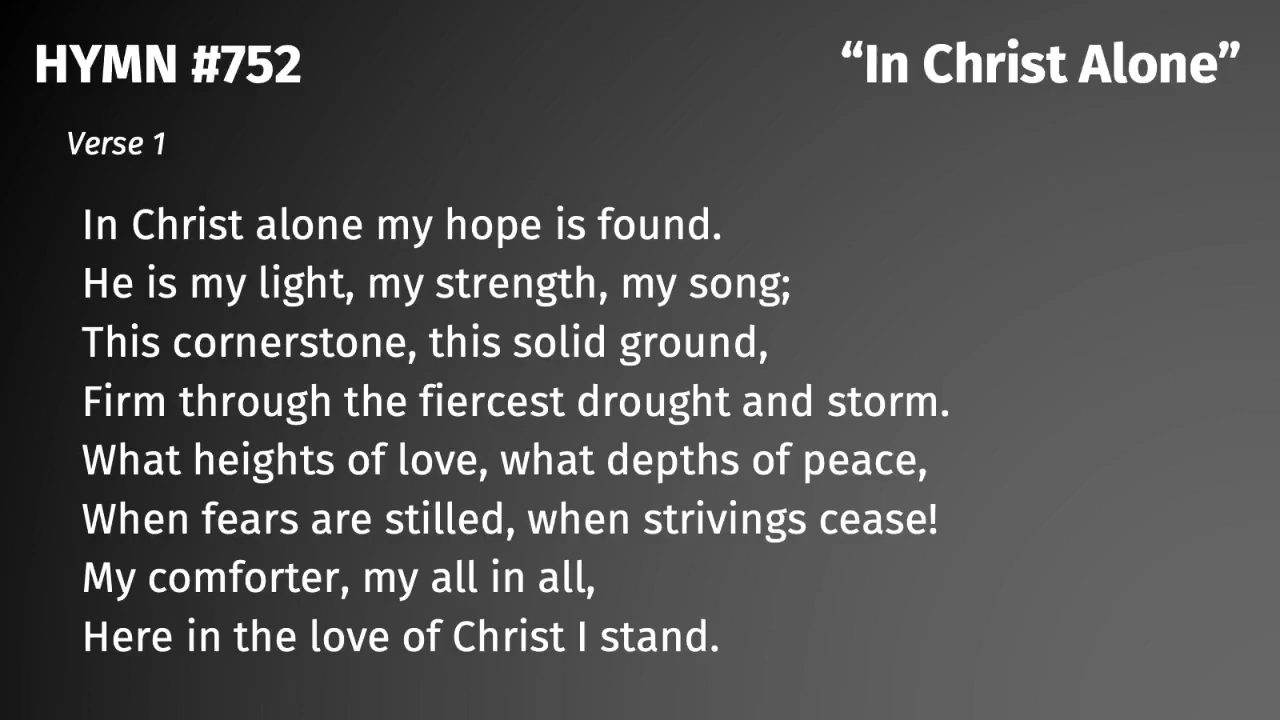 HYMN #752
“In Christ Alone”
Verse 1
In Christ alone my hope is found.
He is my light, my strength, my song;
This cornerstone, this solid ground,
Firm through the fiercest drought and storm.
What heights of love, what depths of peace,
When fears are stilled, when strivings cease!
My comforter, my all in all,
Here in the love of Christ I stand.